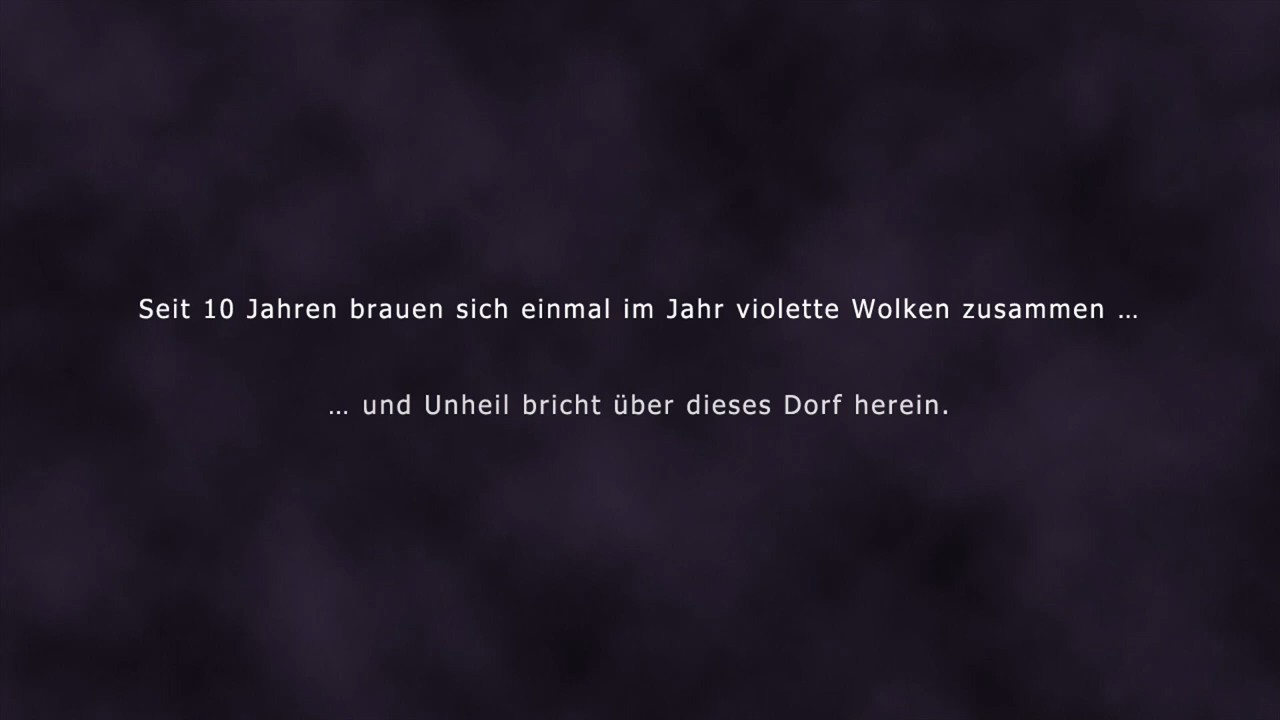 Seit 10 Jahren brauen sich einmal im Jahr violette Wolken zusammen …
… und Unheil bricht über dieses Dorf herein.